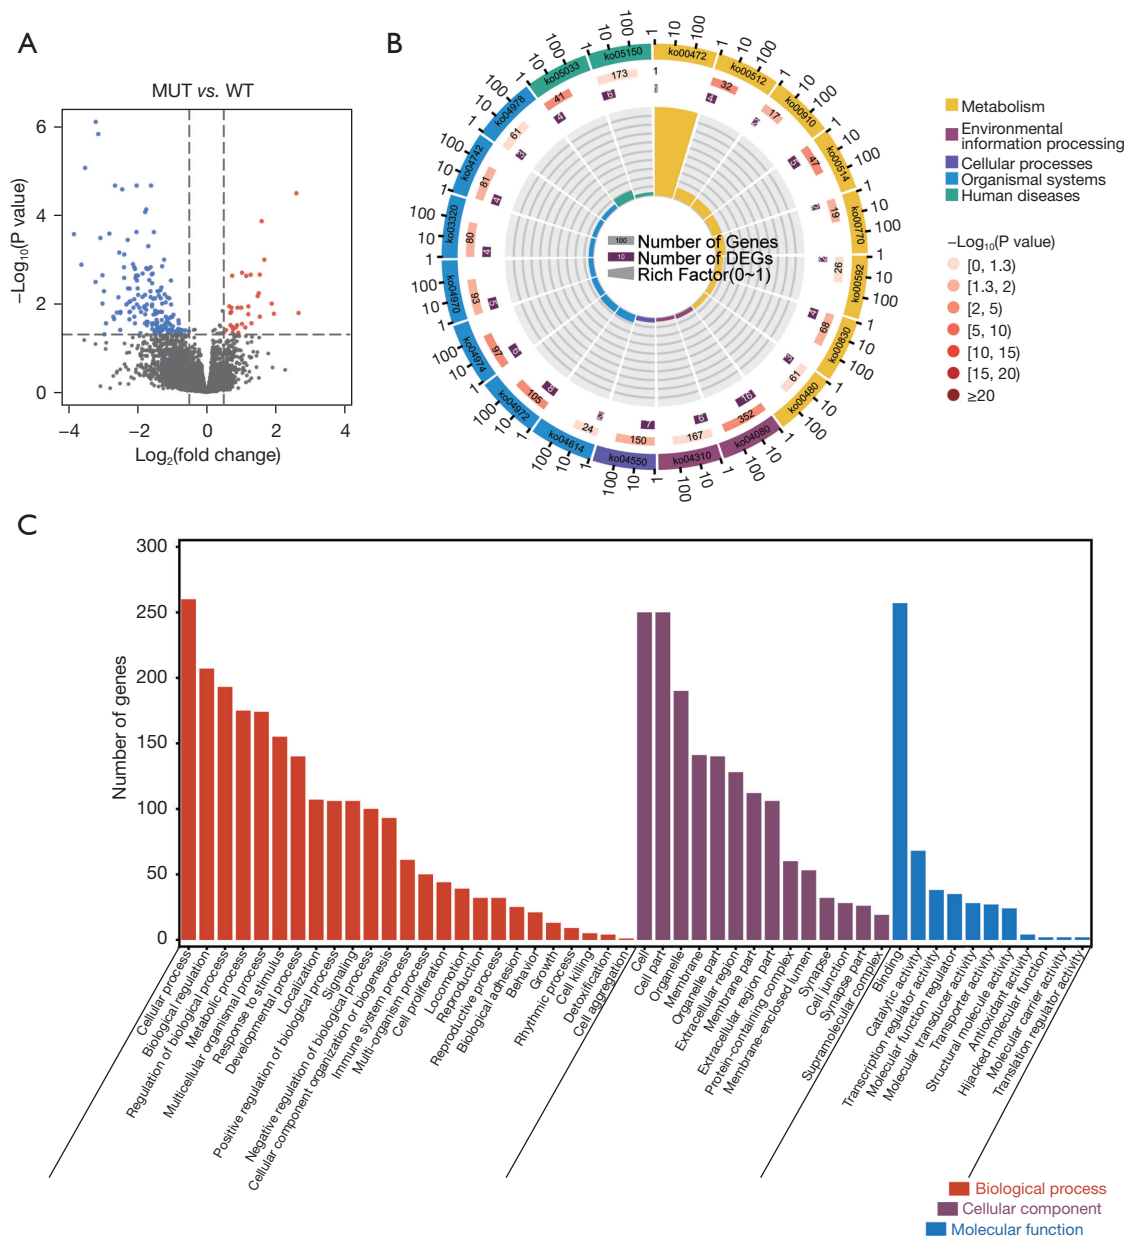 A
MUT vs. WT
6
4
2
0
−4
−2
0
2
4
−Log10(P value)
Log2(fold change)
B
ko00472
ko00512
ko00910
ko00514
ko00770
ko00592
ko00830
ko00480
ko04080
ko04310
ko04550
ko04614
ko04972
ko04974
ko04970
ko03320
ko04742
ko04978
ko05033
ko05150
1
32
17
47
19
26
68
61
352
167
150
24
105
97
93
80
81
61
41
173
100
Number of Genes
10
Number of DEGs
Rich Factor(0~1)
Metabolism
Environmental
information processing
Cellular processes
Organismal systems
Human diseases
−Log10(P value)
[0, 1.3)
[1.3, 2)
[2, 5)
[5, 10)
[10, 15)
[15, 20)
≥20
C
300
250
200
150
100
50
0
Number of genes
Cellular process
Biological regulation
Regulation of biological process
Metabolic process
Multicellular organismal process
Response to stimulus
Developmental process
Localization
Positive regulation of biological process
Signaling
Negative regulation of biological process
Cellular component organization or biogenesis
Immune system process
Multi-organism process
Cell proliferation
Locomotion
Reproduction
Reproductive process
Biological adhesion
Behavior
Growth
Rhythmic process
Cell killing
Detoxification
Cell aggregation
Cell
Cell part
Organelle
Membrane
Organelle part
Extracellular region
Membrane part
Extracellular region part
Protein-containing complex
Membrane-enclosed lumen
Synapse
Cell junction
Synapse part
Supramolecular complex
Binding
Catalytic activity
Transcription regulator activity
Molecular function regulator
Molecular transducer activity
Transporter activity
Structural molecule activity
Antioxidant activity
Hijacked molecular function
Molecular carrier activity
Translation regulator activity
Biological process
Cellular component
Molecular function